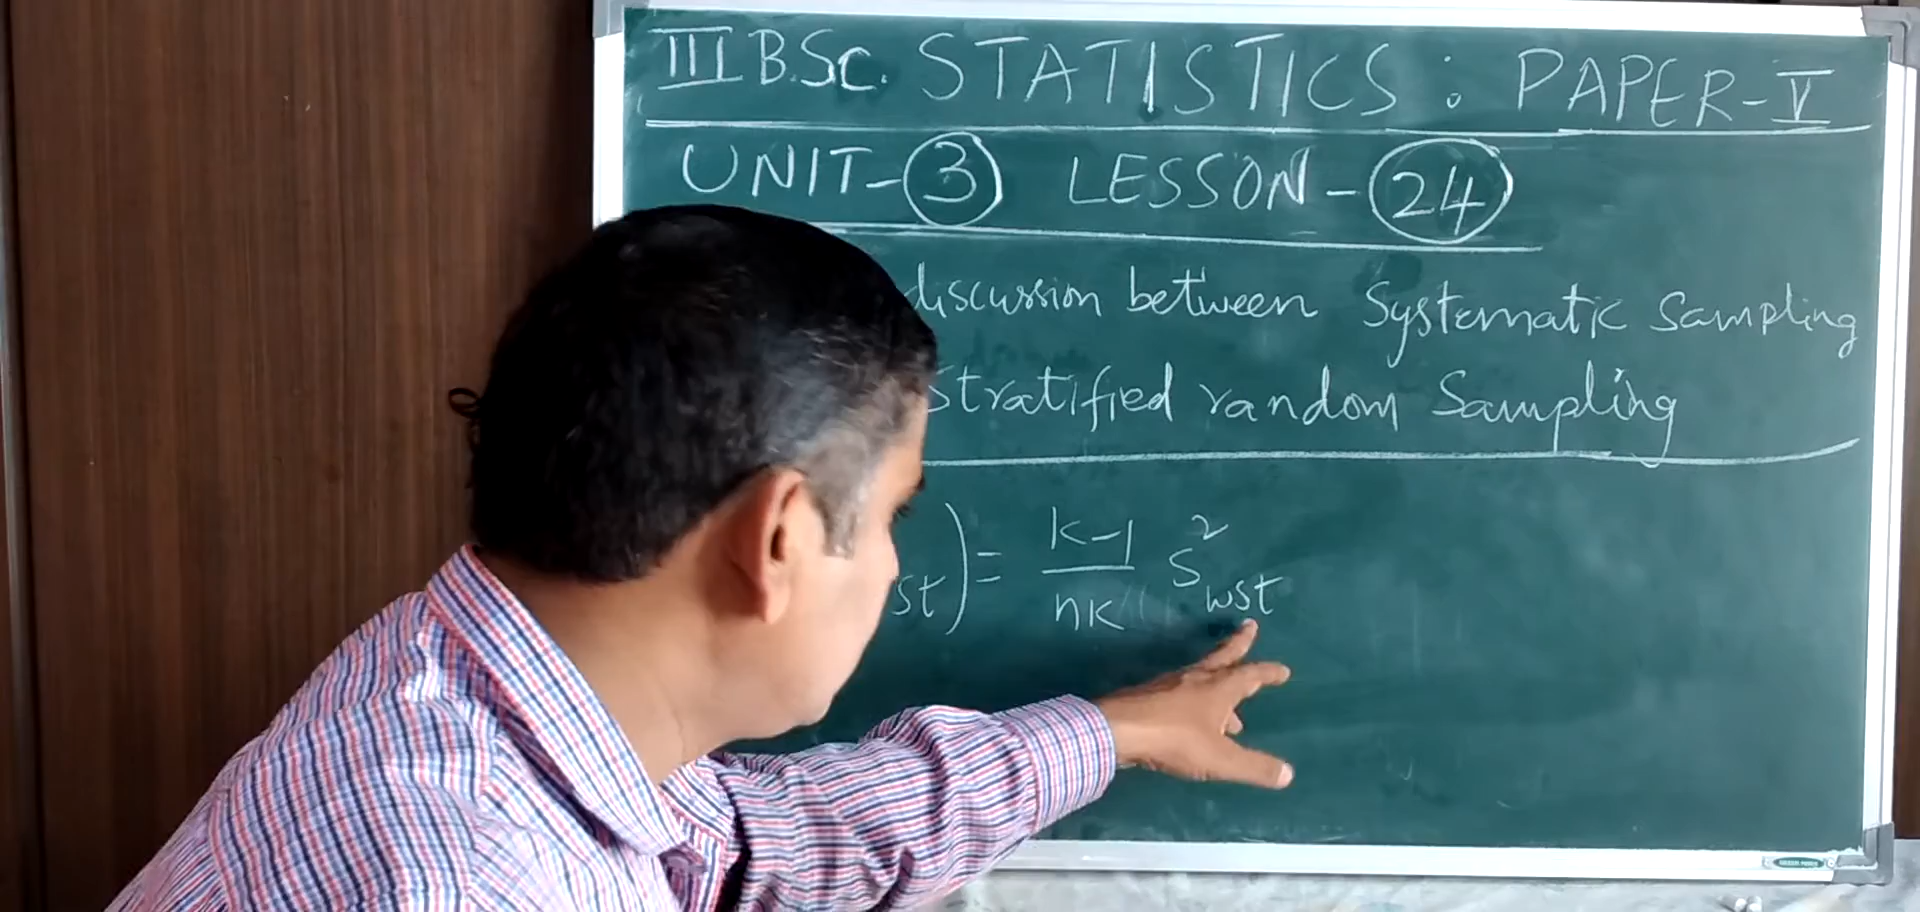 III B.Sc. STATISTICS : PAPER-V
UNIT-3 LESSON-24
discussion between Systematic Sampling
Stratified random Sampling
st) = k-1/nk S²wst